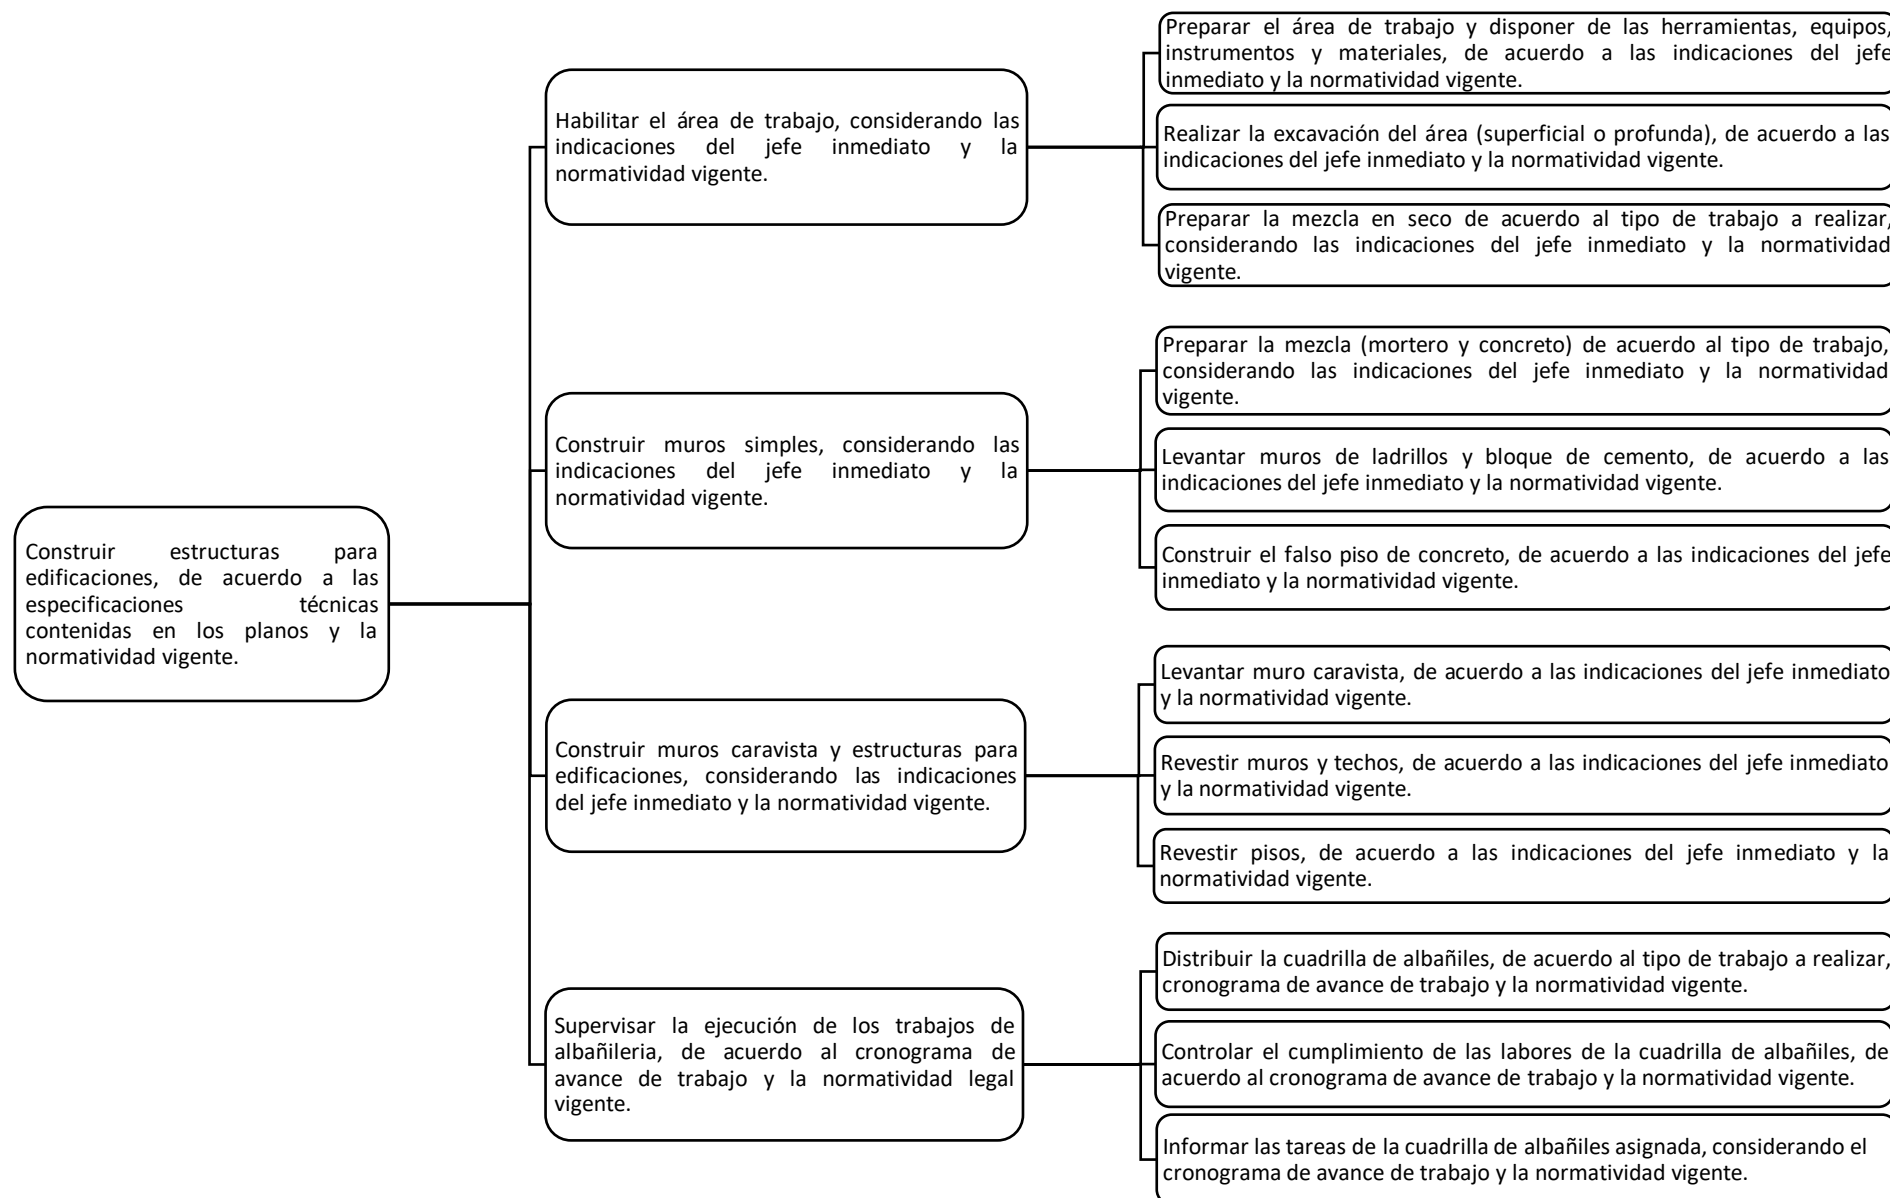 Construir estructuras para
edificaciones, de acuerdo a las
especificaciones técnicas
contenidas en los planos y la
normatividad vigente.
Habilitar el área de trabajo, considerando las
indicaciones del jefe inmediato y la
normatividad vigente.
Preparar el área de trabajo y disponer de las herramientas, equipos,
instrumentos y materiales, de acuerdo a las indicaciones del jefe
inmediato y la normatividad vigente.
Realizar la excavación del área (superficial o profunda), de acuerdo a las
indicaciones del jefe inmediato y la normatividad vigente.
Preparar la mezcla en seco de acuerdo al tipo de trabajo a realizar,
considerando las indicaciones del jefe inmediato y la normatividad
vigente.
Construir muros simples, considerando las
indicaciones del jefe inmediato y la
normatividad vigente.
Preparar la mezcla (mortero y concreto) de acuerdo al tipo de trabajo,
considerando las indicaciones del jefe inmediato y la normatividad
vigente.
Levantar muros de ladrillos y bloque de cemento, de acuerdo a las
indicaciones del jefe inmediato y la normatividad vigente.
Construir el falso piso de concreto, de acuerdo a las indicaciones del jefe
inmediato y la normatividad vigente.
Construir muros caravista y estructuras para
edificaciones, considerando las indicaciones
del jefe inmediato y la normatividad vigente.
Levantar muro caravista, de acuerdo a las indicaciones del jefe inmediato
y la normatividad vigente.
Revestir muros y techos, de acuerdo a las indicaciones del jefe inmediato
y la normatividad vigente.
Revestir pisos, de acuerdo a las indicaciones del jefe inmediato y la
normatividad vigente.
Supervisar la ejecución de los trabajos de
albañileria, de acuerdo al cronograma de
avance de trabajo y la normatividad legal
vigente.
Distribuir la cuadrilla de albañiles, de acuerdo al tipo de trabajo a realizar,
cronograma de avance de trabajo y la normatividad vigente.
Controlar el cumplimiento de las labores de la cuadrilla de albañiles, de
acuerdo al cronograma de avance de trabajo y la normatividad vigente.
Informar las tareas de la cuadrilla de albañiles asignada, considerando el
cronograma de avance de trabajo y la normatividad vigente.